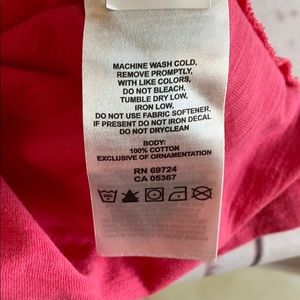 MACHINE WASH COLD,
REMOVE PROMPTLY,
WITH LIKE COLORS,
DO NOT BLEACH,
TUMBLE DRY LOW,
IRON LOW,
DO NOT USE FABRIC SOFTENER,
IF PRESENT DO NOT IRON DECAL
DO NOT DRYCLEAN
BODY:
100% COTTON
EXCLUSIVE OF ORNAMENTATION
RN 69724
CA 05367